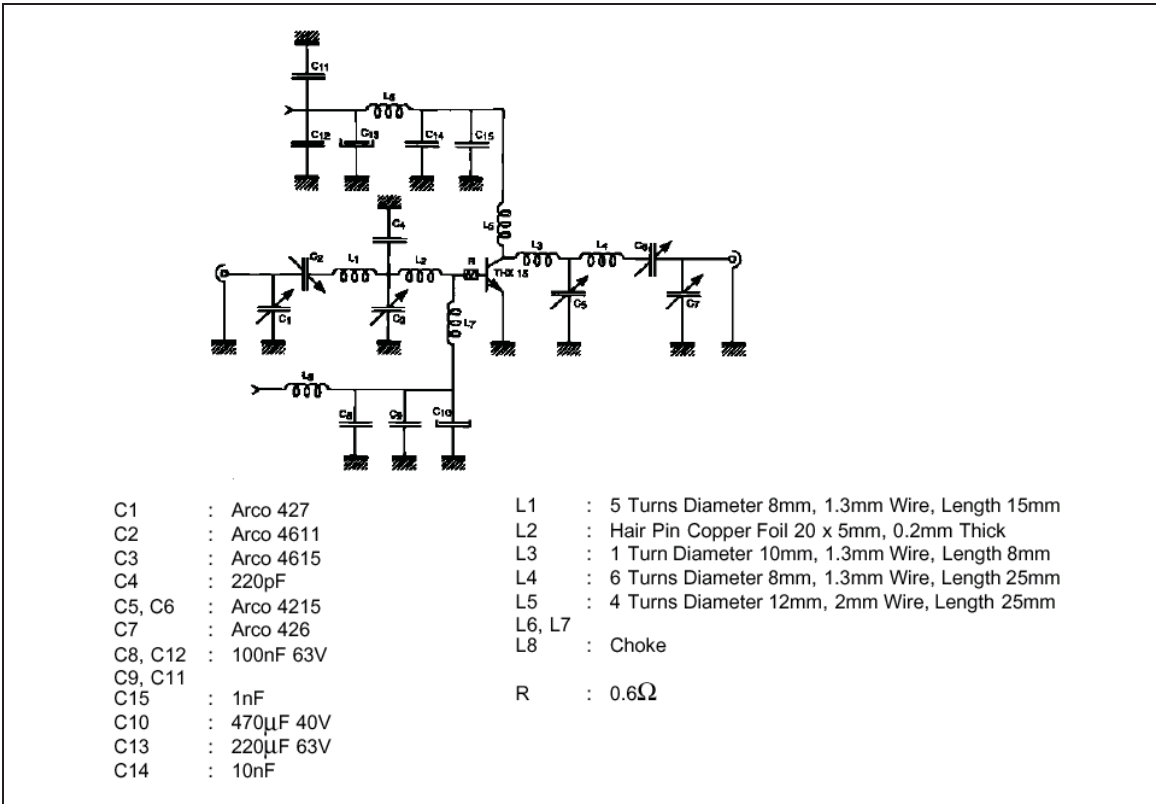 C11
L6
C12 C13 C14 C15
C4 L5
C2 L1 L2 R THX 15 L3 L4 C6
C1 C3 L7 C5 C7
L8
C8 C9 C10
C1 : Arco 427
C2 : Arco 4611
C3 : Arco 4615
C4 : 220pF
C5, C6 : Arco 4215
C7 : Arco 426
C8, C12 : 100nF 63V
C9, C11
C15 : 1nF
C10 : 470μF 40V
C13 : 220μF 63V
C14 : 10nF
L1 : 5 Turns Diameter 8mm, 1.3mm Wire, Length 15mm
L2 : Hair Pin Copper Foil 20 x 5mm, 0.2mm Thick
L3 : 1 Turn Diameter 10mm, 1.3mm Wire, Length 8mm
L4 : 6 Turns Diameter 8mm, 1.3mm Wire, Length 25mm
L5 : 4 Turns Diameter 12mm, 2mm Wire, Length 25mm
L6, L7
L8 : Choke
R : 0.6Ω